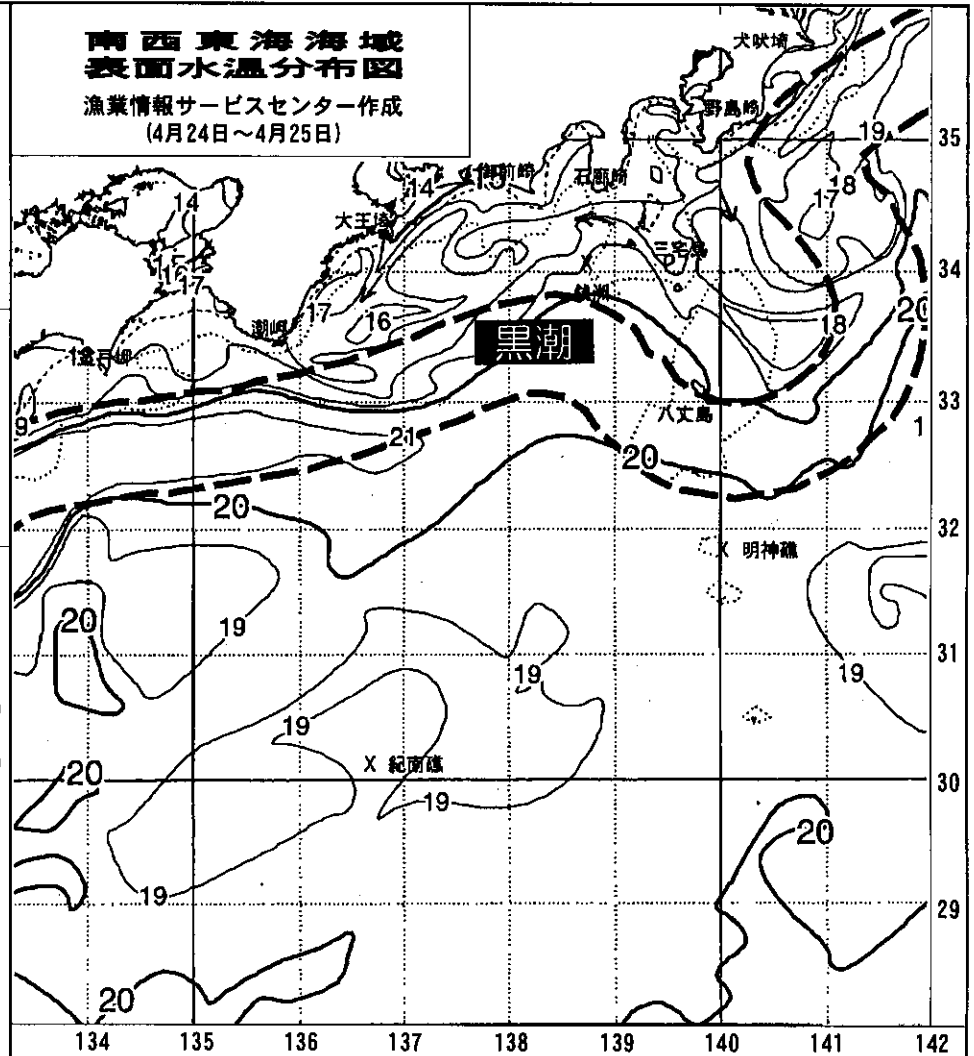 南西東海海域
表面水温分布図
漁業情報サービスセンター作成
(4月24日～4月25日)
犬吠埼
野島崎
19
35
御前崎
石廊崎
14
15
18
17
14
大王埼
三宅島
34
15
16
17
17
16
銭洲
20
潮岬
黒潮
18
室戸岬
八丈島
33
9
21
20
1
20
32
X 明神礁
20
19
31
19
19
19
X 紀南礁
20
30
19
20
19
29
20
134
135
136
137
138
139
140
141
142